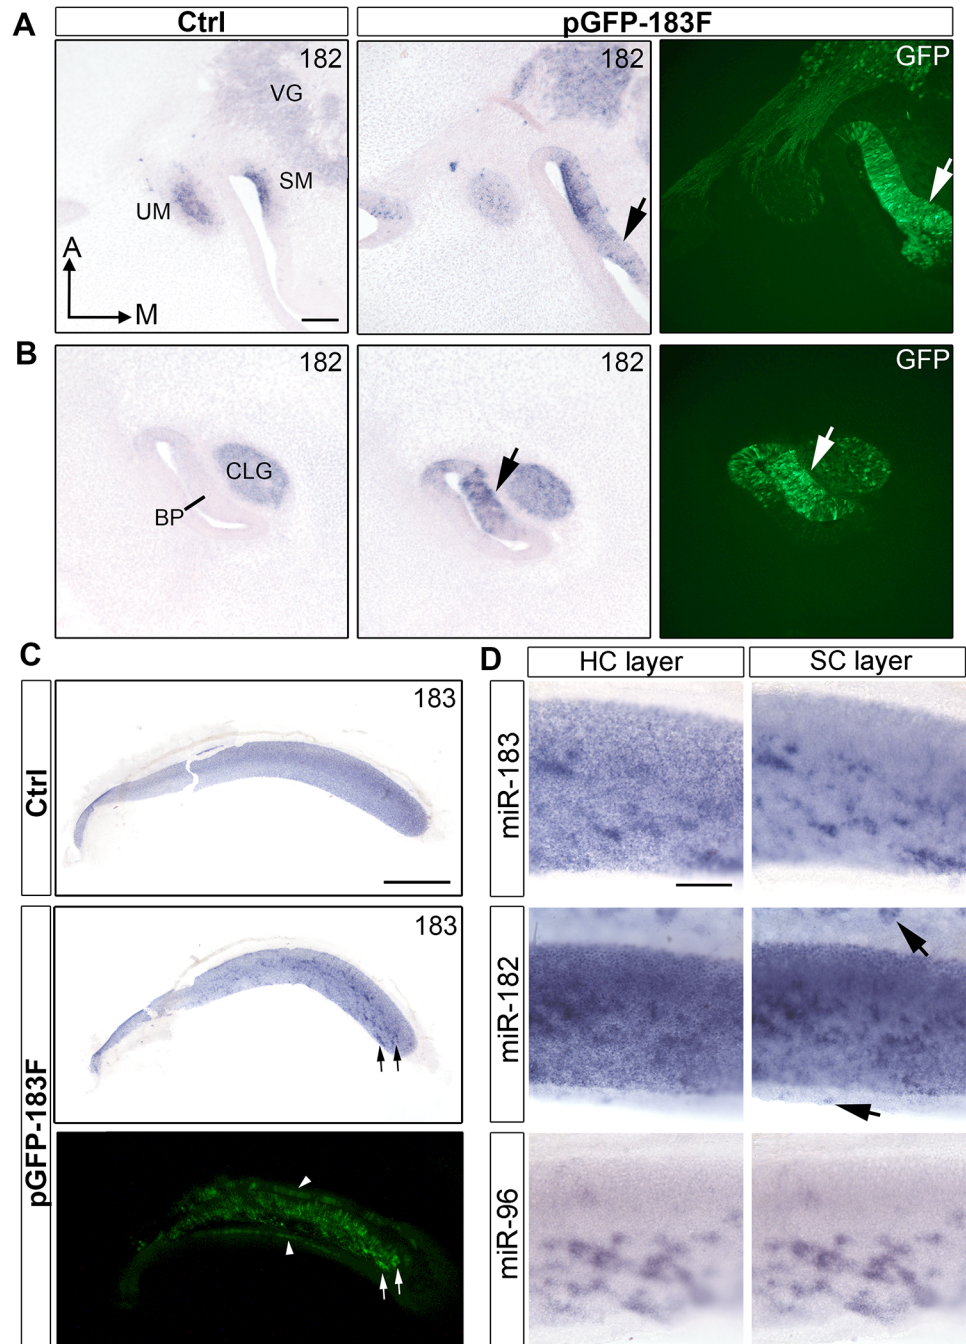 A
Ctrl
pGFP-183F
182
VG
SM
UM
A
M
182
GFP
B
182
CLG
BP
182
GFP
C
Ctrl
183
pGFP-183F
183
D
HC layer
SC layer
miR-183
miR-182
miR-96